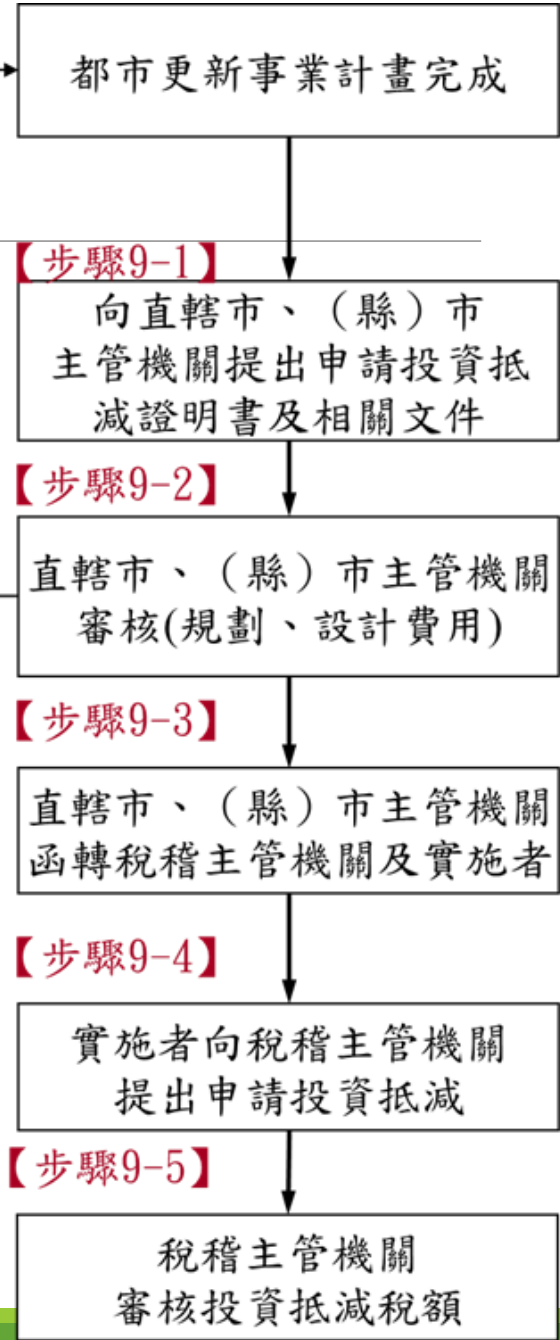 都市更新事業計畫完成
【步驟9-1】
向直轄市、（縣）市
主管機關提出申請投資抵
減證明書及相關文件
【步驟9-2】
直轄市、（縣）市主管機關
審核(規劃、設計費用)
【步驟9-3】
直轄市、（縣）市主管機關
函轉稅稽主管機關及實施者
【步驟9-4】
實施者向稅稽主管機關
提出申請投資抵減
【步驟9-5】
稅稽主管機關
審核投資抵減稅額